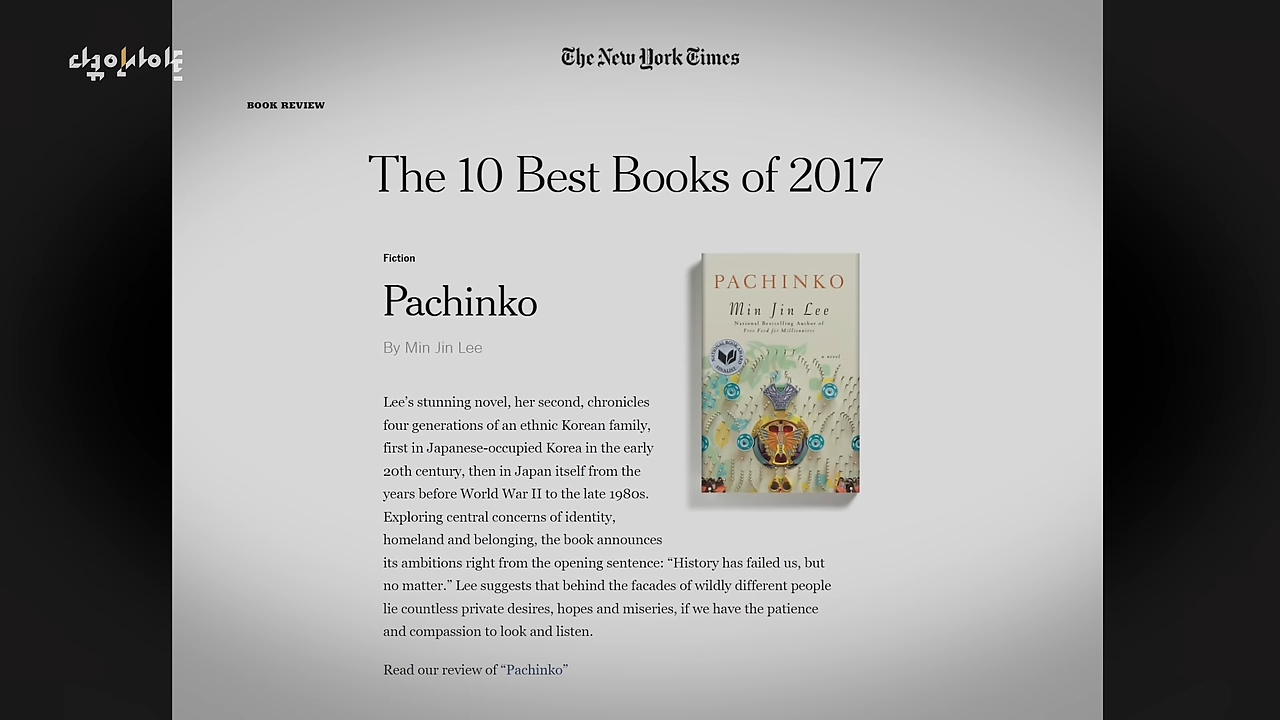 The New York Times
BOOK REVIEW
The 10 Best Books of 2017
Fiction
Pachinko
By Min Jin Lee
Lee’s stunning novel, her second, chronicles
four generations of an ethnic Korean family,
first in Japanese-occupied Korea in the early
20th century, then in Japan itself from the
years before World War II to the late 1980s.
Exploring central concerns of identity,
homeland and belonging, the book announces
its ambitions right from the opening sentence: “History has failed us, but
no matter.” Lee suggests that behind the facades of wildly different people
lie countless private desires, hopes and miseries, if we have the patience
and compassion to look and listen.
Read our review of “Pachinko”
PACHINKO
Min Jin Lee
National Bestselling Author of
Free Food for Millionaires
a novel
NATIONAL BOOK AWARD
FINALIST